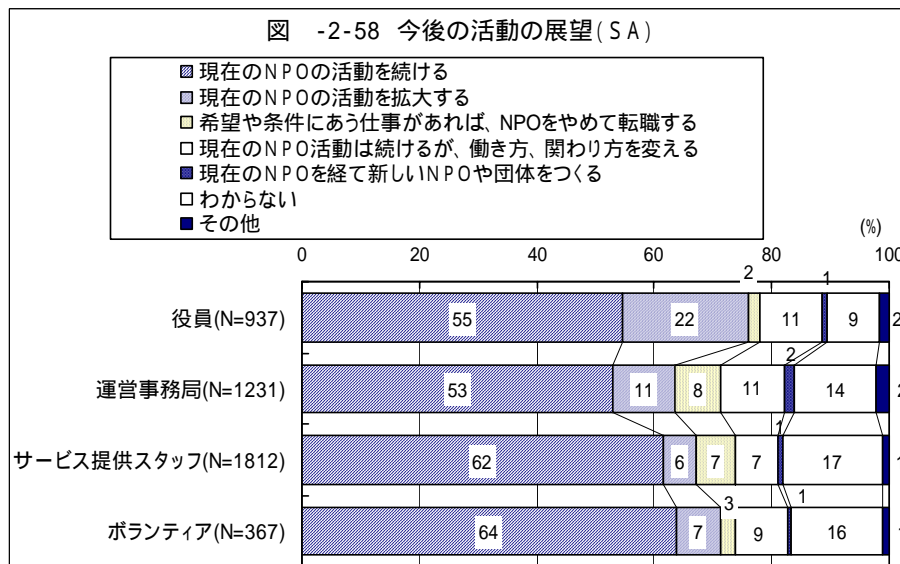 図 -2-58 今後の活動の展望(SA)
現在のNPOの活動を続ける
現在のNPOの活動を拡大する
希望や条件にあう仕事があれば、NPOをやめて転職する
現在のNPO活動は続けるが、働き方、関わり方を変える
現在のNPOを経て新しいNPOや団体をつくる
わからない
その他
(%)
0 20 40 60 80 100
2 1
役員(N=937) 55 22 11 9 2
2
運営事務局(N=1231) 53 11 8 11 14 2
1
サービス提供スタッフ(N=1812) 62 6 7 7 17 1
3 1
ボランティア(N=367) 64 7 9 16 1